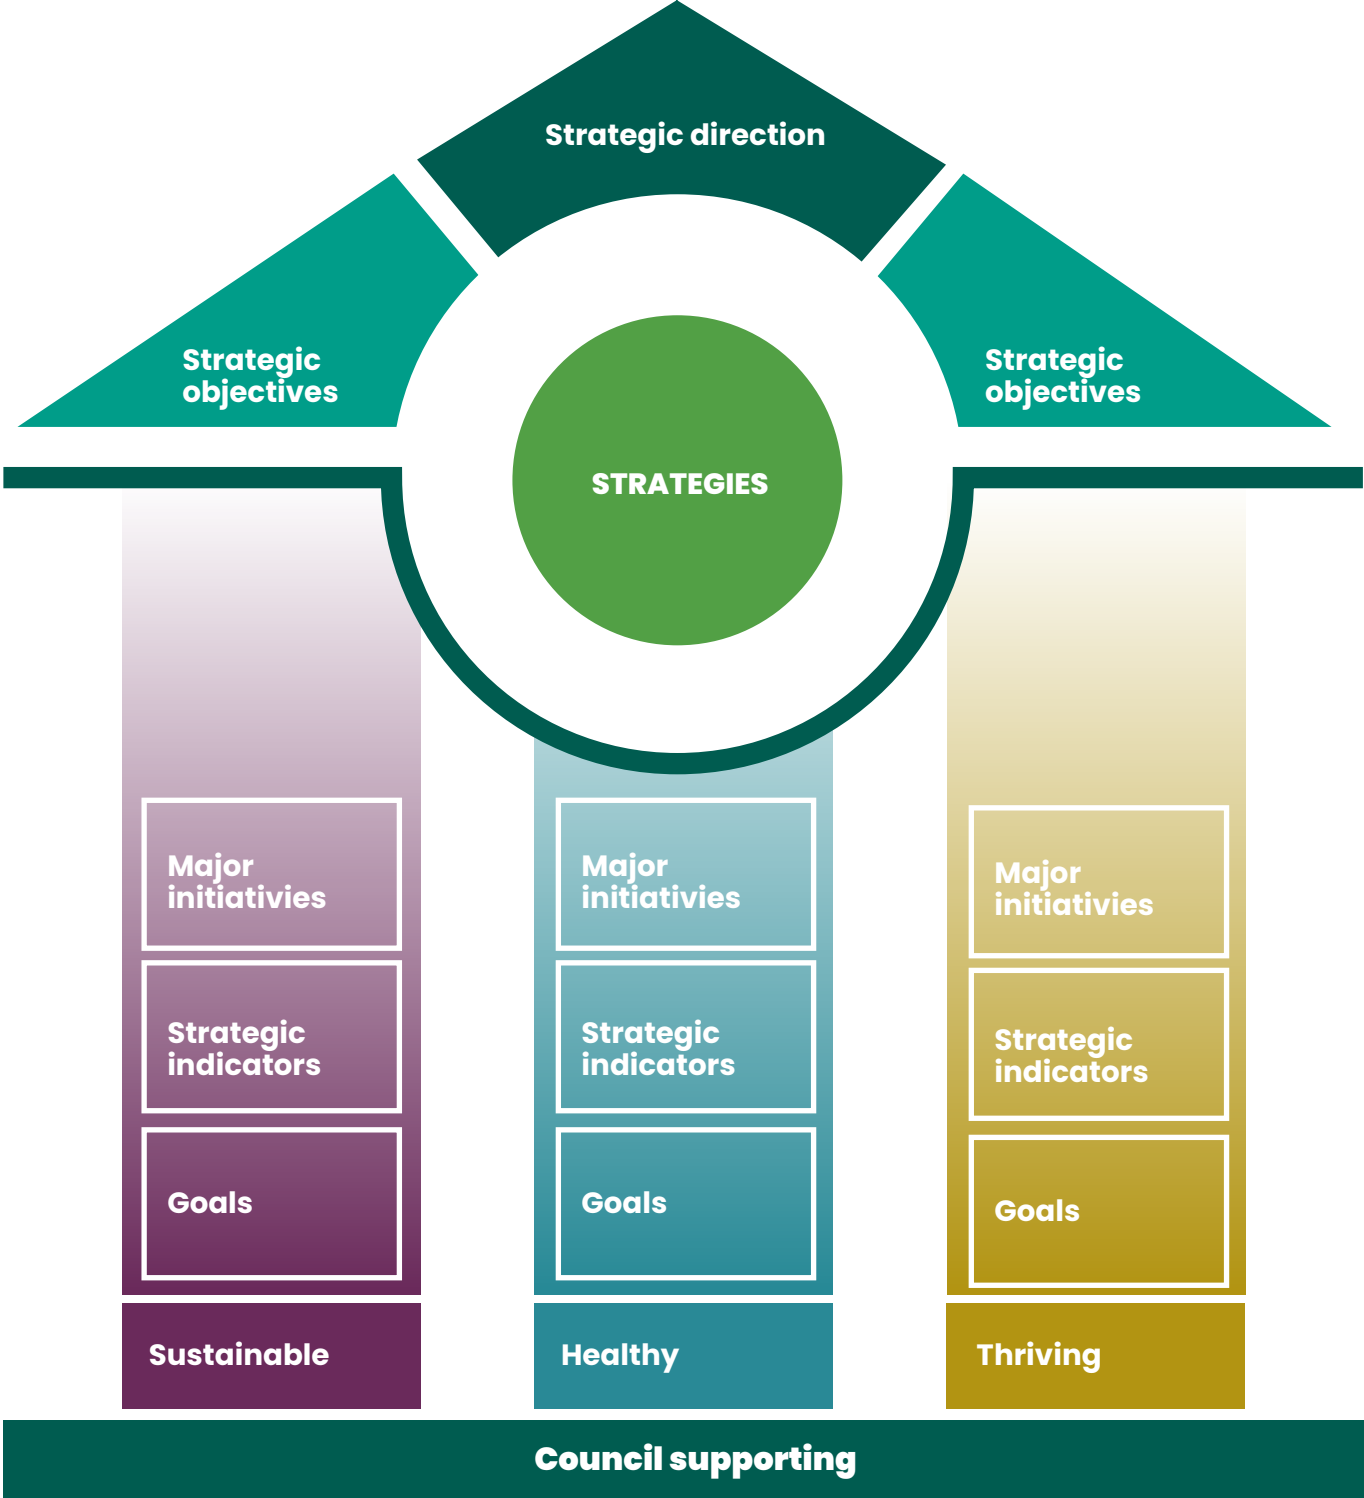 Strategic direction
Strategic
objectives
Strategic
objectives
STRATEGIES
Major
initiativies
Strategic
indicators
Goals
Sustainable
Major
initiativies
Strategic
indicators
Goals
Healthy
Major
initiativies
Strategic
indicators
Goals
Thriving
Council supporting